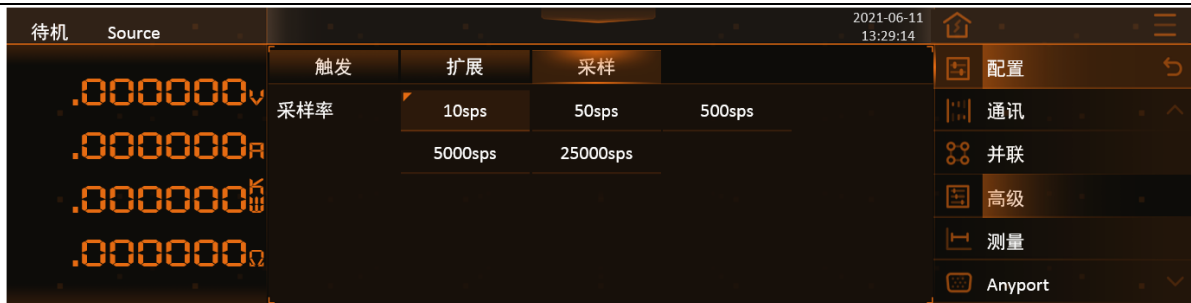 待机 Source
2021-06-11
13:29:14
.000000V
.000000A
.000000KW
.000000Ω
触发 扩展 采样
采样率 10sps 50sps 500sps
5000sps 25000sps
配置
通讯
并联
高级
测量
Anyport